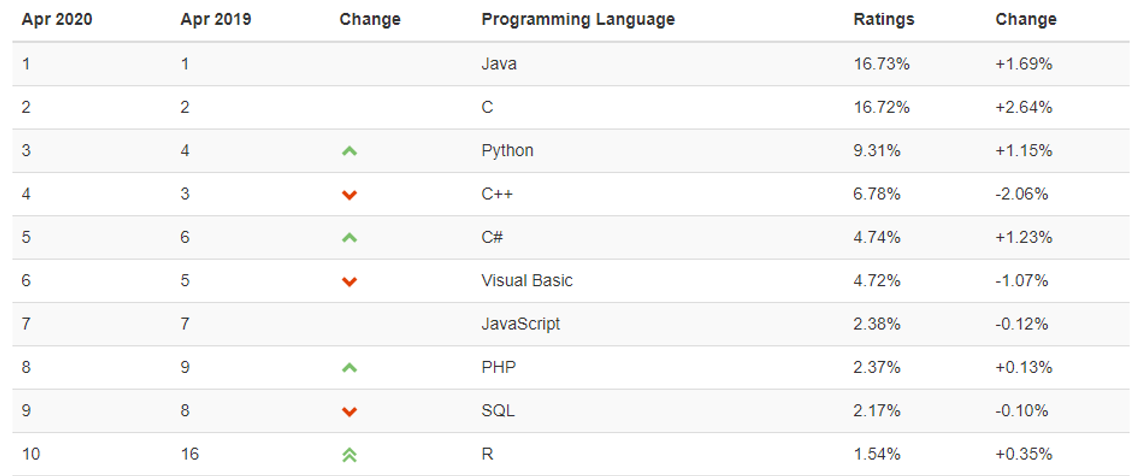 Apr 2020 Apr 2019 Change Programming Language Ratings Change
1 1 Java 16.73% +1.69%
2 2 C 16.72% +2.64%
3 4 Python 9.31% +1.15%
4 3 C++ 6.78% -2.06%
5 6 C# 4.74% +1.23%
6 5 Visual Basic 4.72% -1.07%
7 7 JavaScript 2.38% -0.12%
8 9 PHP 2.37% +0.13%
9 8 SQL 2.17% -0.10%
10 16 R 1.54% +0.35%